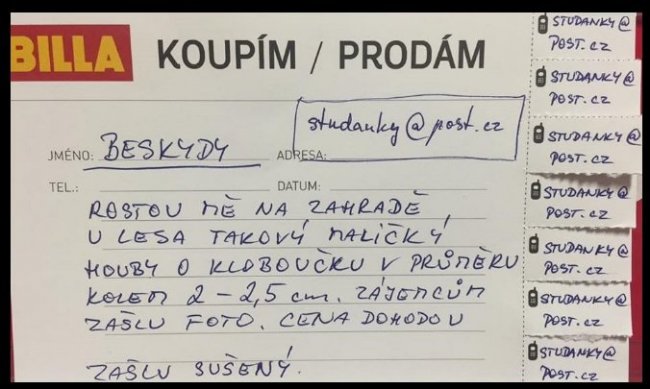 BILLA KOUPÍM / PRODÁM
studanky@post.cz
JMÉNO: BESKYDY ADRESA:
TEL.: DATUM:
ROSTOU MĚ NA ZAHRADĚ
U LESA TAKOVÝ MALIČKÝ
HOUBY O KLOBOUČKU V PRŮMĚRU
KOLEM 2 – 2,5 cm. ZÁJEMCŮM
ZAŠLU FOTO. CENA DOHODOU
ZAŠLU SUŠENÝ.
STUDANKY@
POST.CZ
STUDANKY@
POST.CZ
STUDANKY@
POST.CZ
STUDANKY@
POST.CZ
STUDANKY@
POST.CZ
STUDANKY@
POST.CZ
STUDANKY@
POST.CZ